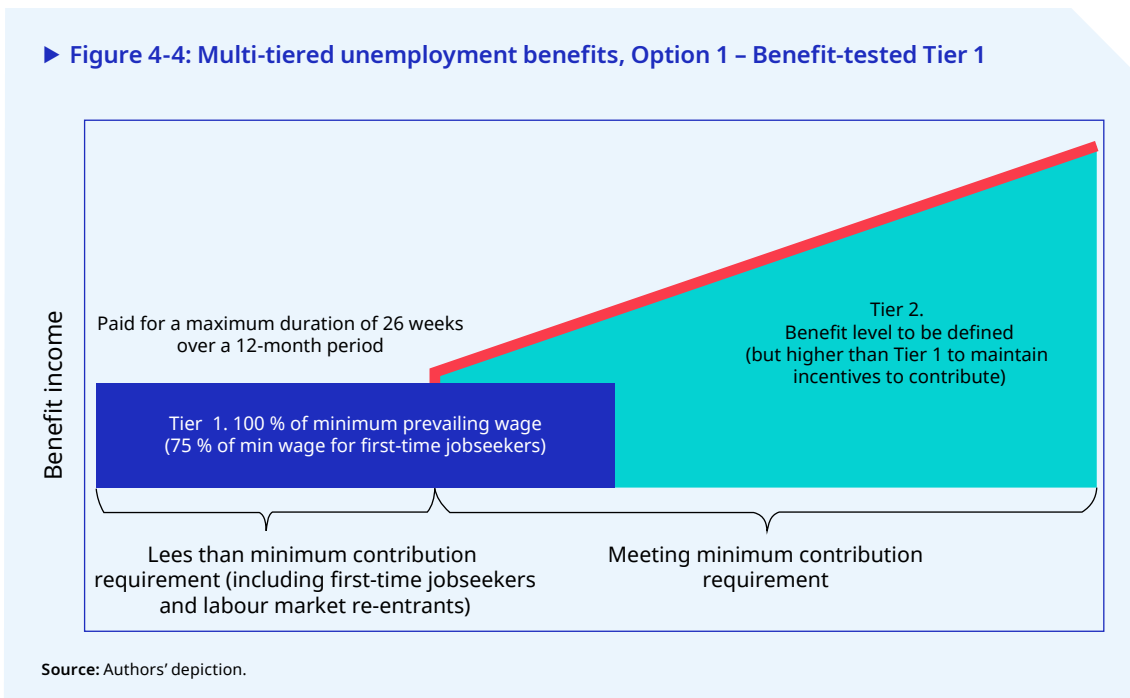 ▶ Figure 4-4: Multi-tiered unemployment benefits, Option 1 – Benefit-tested Tier 1
Benefit income
Paid for a maximum duration of 26 weeks
over a 12-month period
Tier 2.
Benefit level to be defined
(but higher than Tier 1 to maintain
incentives to contribute)
Tier 1. 100 % of minimum prevailing wage
(75 % of min wage for first-time jobseekers)
Lees than minimum contribution
requirement (including first-time jobseekers
and labour market re-entrants)
Meeting minimum contribution
requirement
Source: Authors’ depiction.